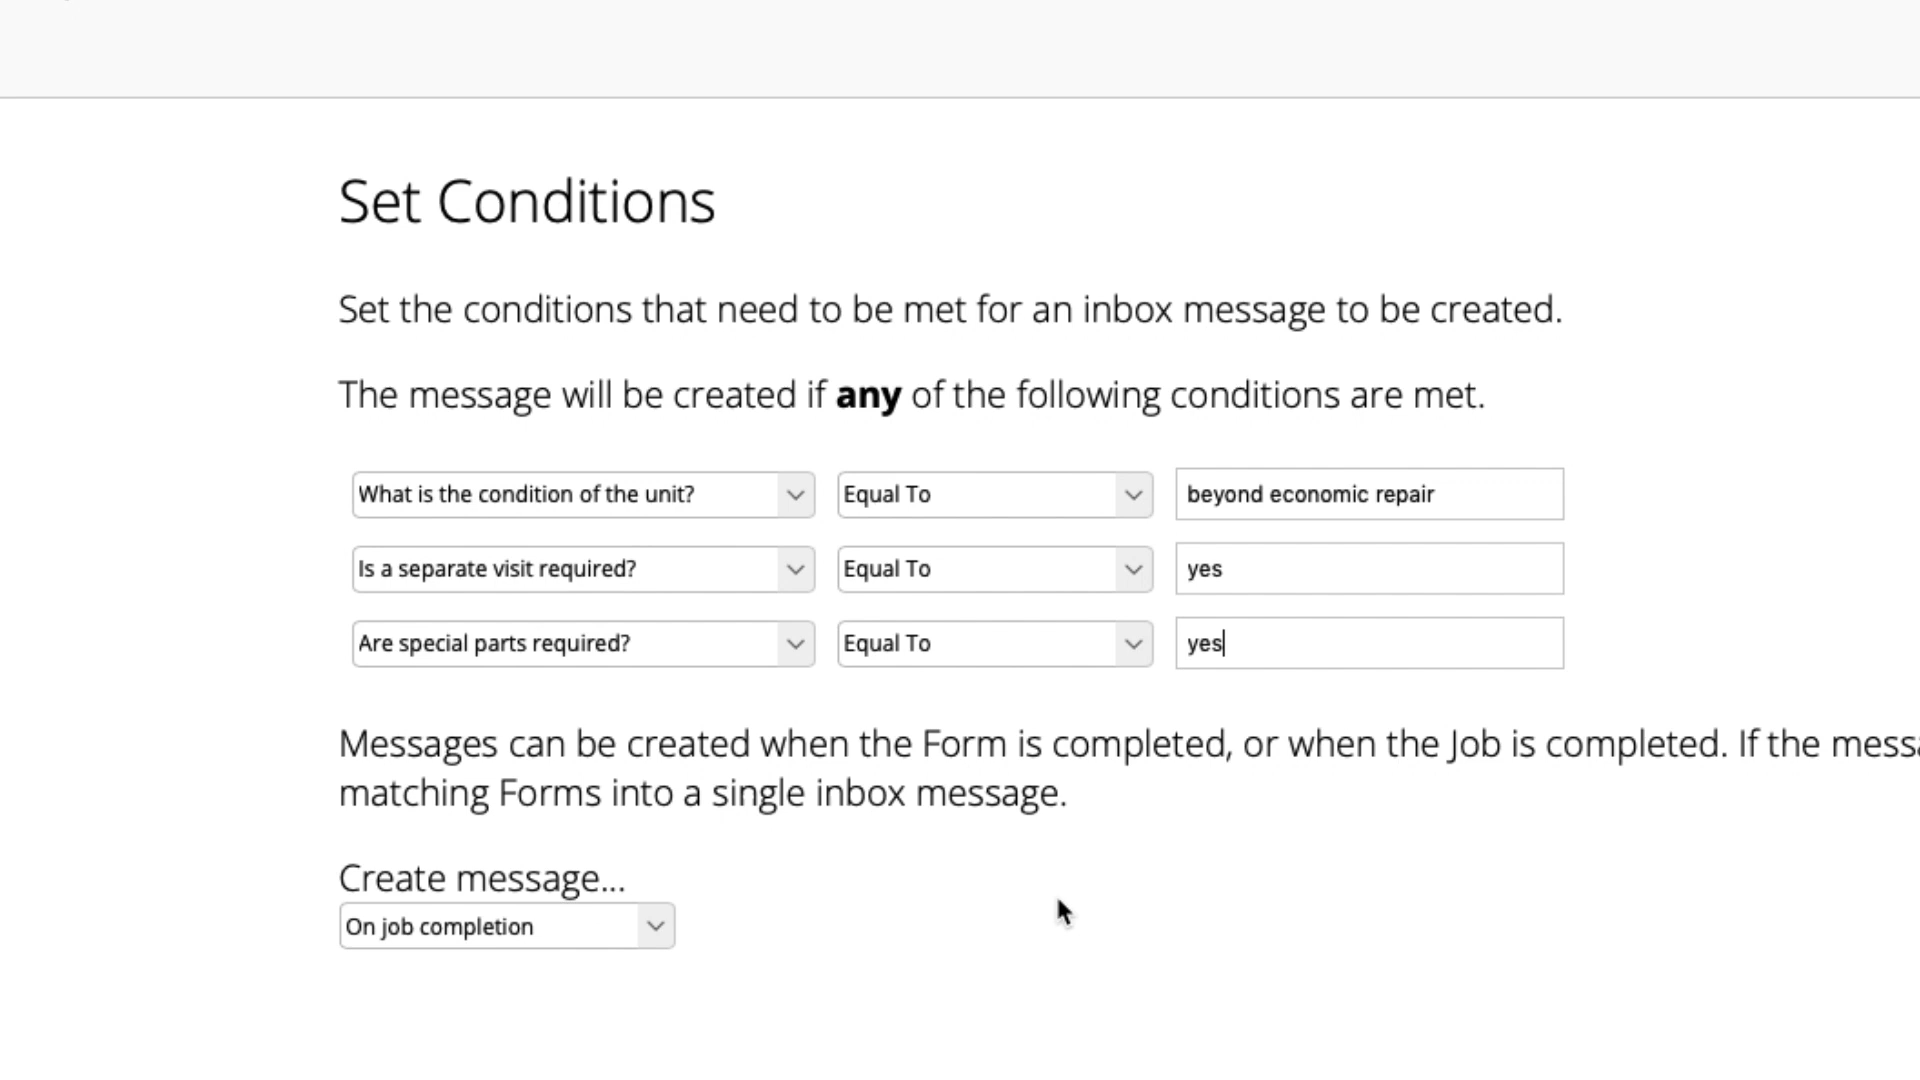 Set Conditions
Set the conditions that need to be met for an inbox message to be created.
The message will be created if any of the following conditions are met.
What is the condition of the unit? Equal To beyond economic repair
Is a separate visit required? Equal To yes
Are special parts required? Equal To yes
Messages can be created when the Form is completed, or when the Job is completed. If the
matching Forms into a single inbox message.
Create message...
On job completion